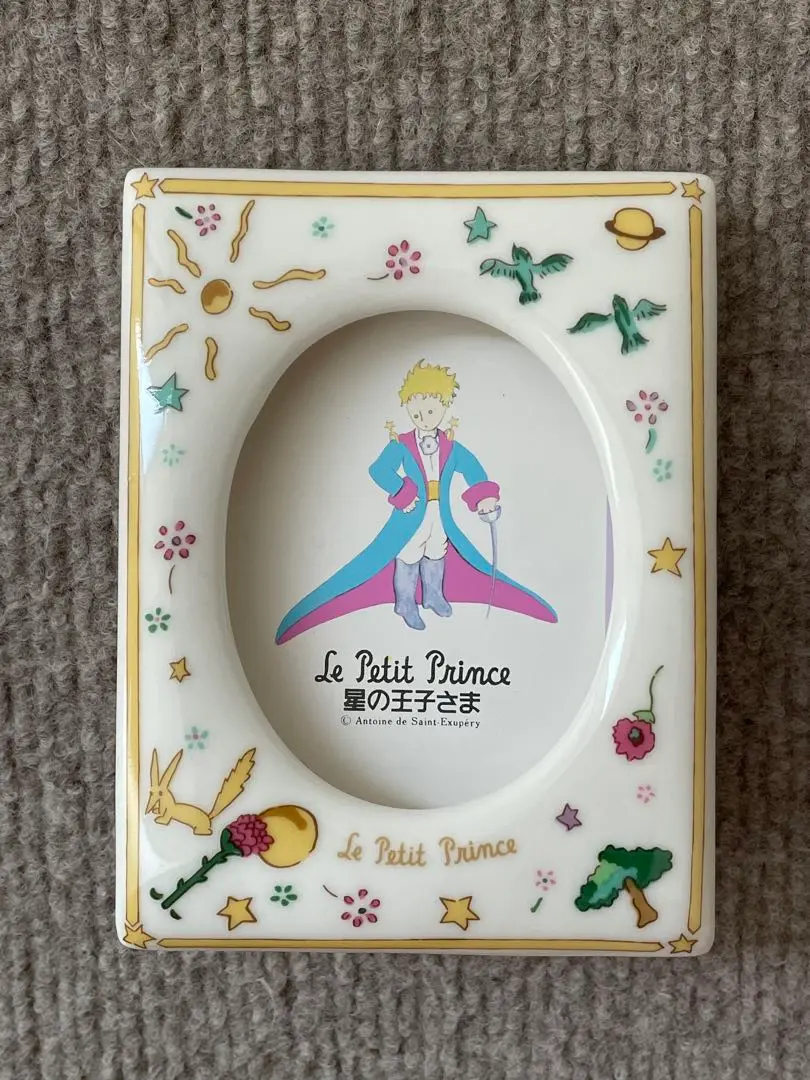 Le Petit Prince
星の王子さま
© Antoine de Saint-Exupéry
Le Petit Prince